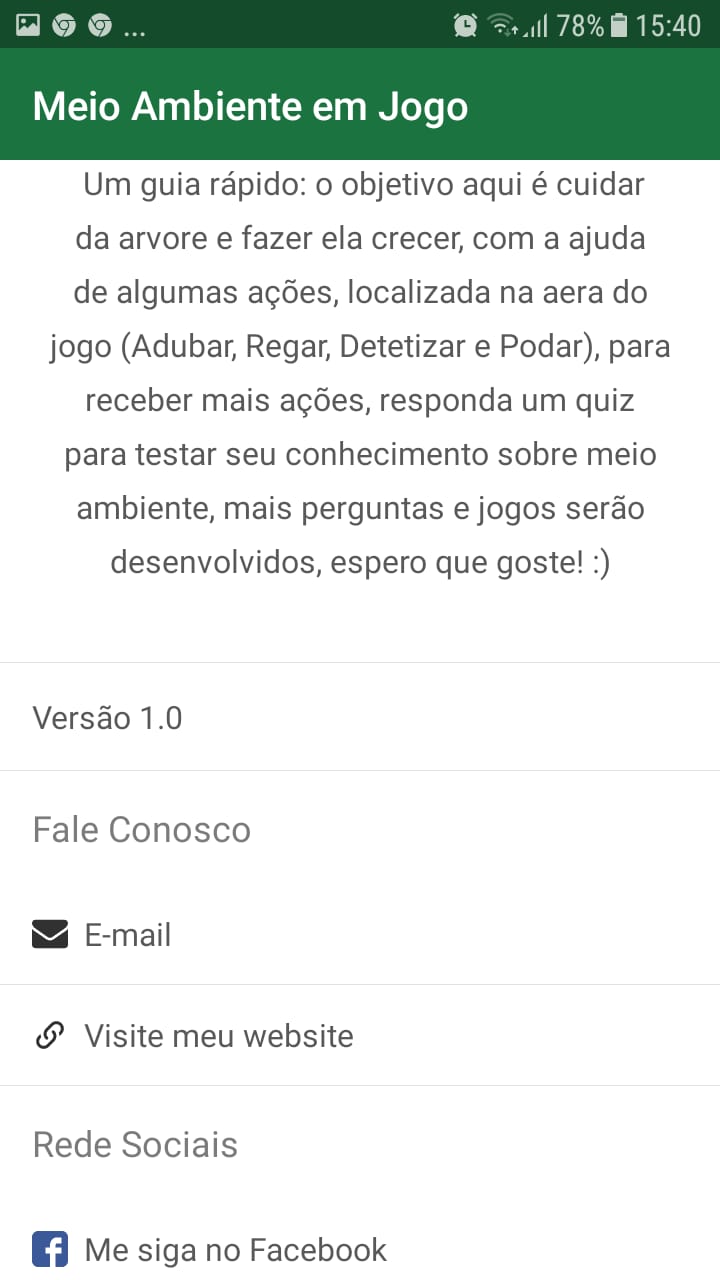 ... 78% 15:40
Meio Ambiente em Jogo
Um guia rápido: o objetivo aqui é cuidar
da arvore e fazer ela crecer, com a ajuda
de algumas ações, localizada na aera do
jogo (Adubar, Regar, Detetizar e Podar), para
receber mais ações, responda um quiz
para testar seu conhecimento sobre meio
ambiente, mais perguntas e jogos serão
desenvolvidos, espero que goste! :)
Versão 1.0
Fale Conosco
E-mail
Visite meu website
Rede Sociais
Me siga no Facebook